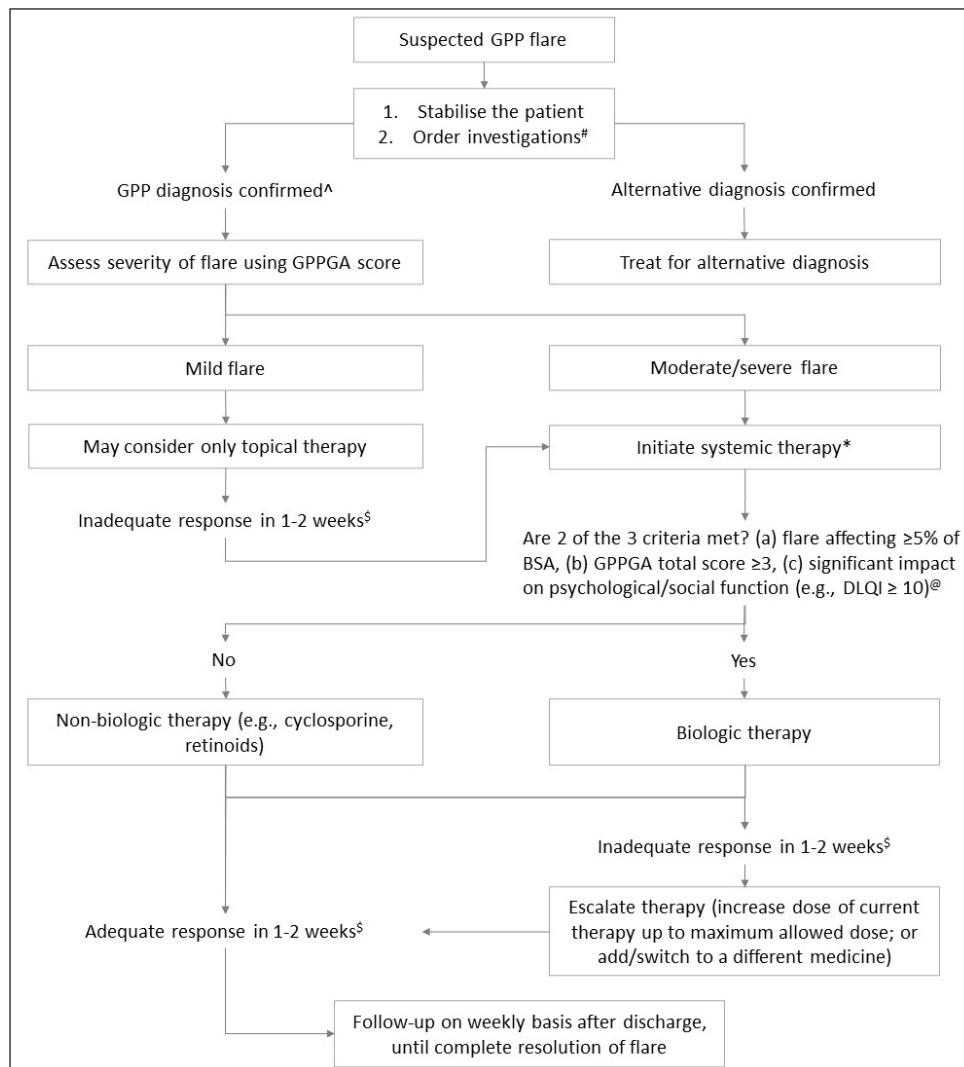 Suspected GPP flare
1. Stabilise the patient
2. Order investigations#
GPP diagnosis confirmed^
Alternative diagnosis confirmed
Assess severity of flare using GPPGA score
Treat for alternative diagnosis
Mild flare
Moderate/severe flare
May consider only topical therapy
Initiate systemic therapy*
Inadequate response in 1-2 weeks$
Are 2 of the 3 criteria met? (a) flare affecting ≥5% of
BSA, (b) GPPGA total score ≥3, (c) significant impact
on psychological/social function (e.g., DLQI ≥ 10)@
No
Yes
Non-biologic therapy (e.g., cyclosporine,
retinoids)
Biologic therapy
Inadequate response in 1-2 weeks$
Escalate therapy (increase dose of current
therapy up to maximum allowed dose; or
add/switch to a different medicine)
Adequate response in 1-2 weeks$
Follow-up on weekly basis after discharge,
until complete resolution of flare